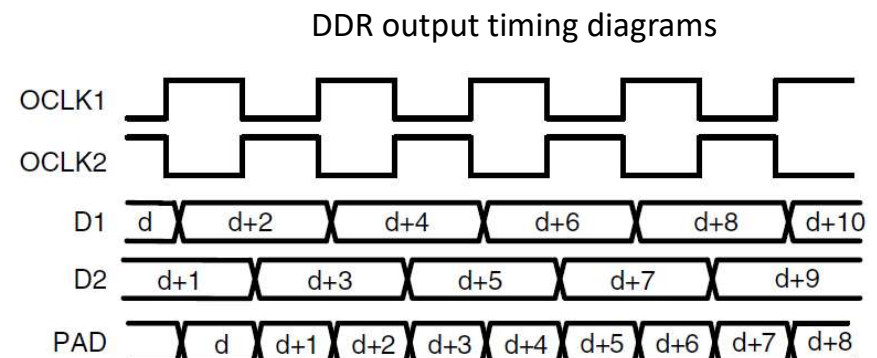 DDR output timing diagrams
OCLK1
OCLK2
D1 d d+2 d+4 d+6 d+8 d+10
D2 d+1 d+3 d+5 d+7 d+9
PAD d d+1 d+2 d+3 d+4 d+5 d+6 d+7 d+8